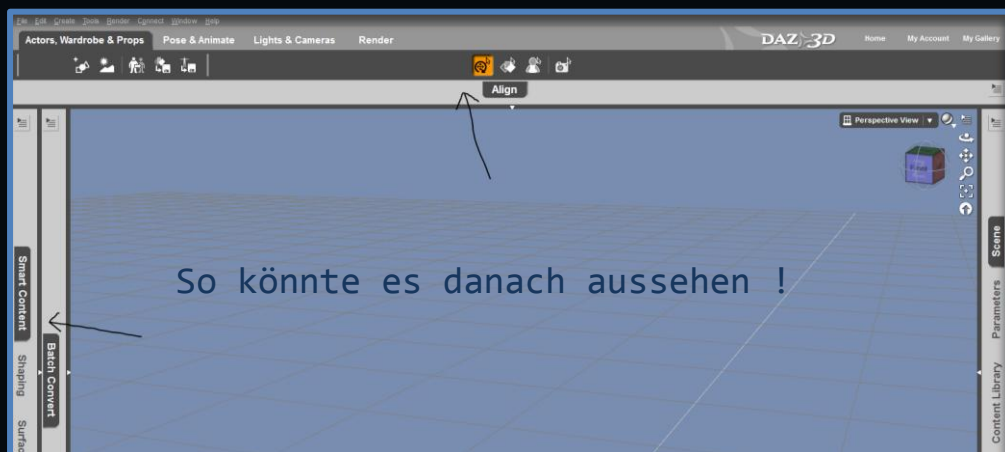 File Edit Create Tools Render Connect Window Help
Actors, Wardrobe & Props Pose & Animate Lights & Cameras Render DAZ 3D Home My Account My Gallery
Align
Perspective View
Smart Content
Shaping
Batch Convert
So könnte es danach aussehen !
Scene
Parameters
Content Library